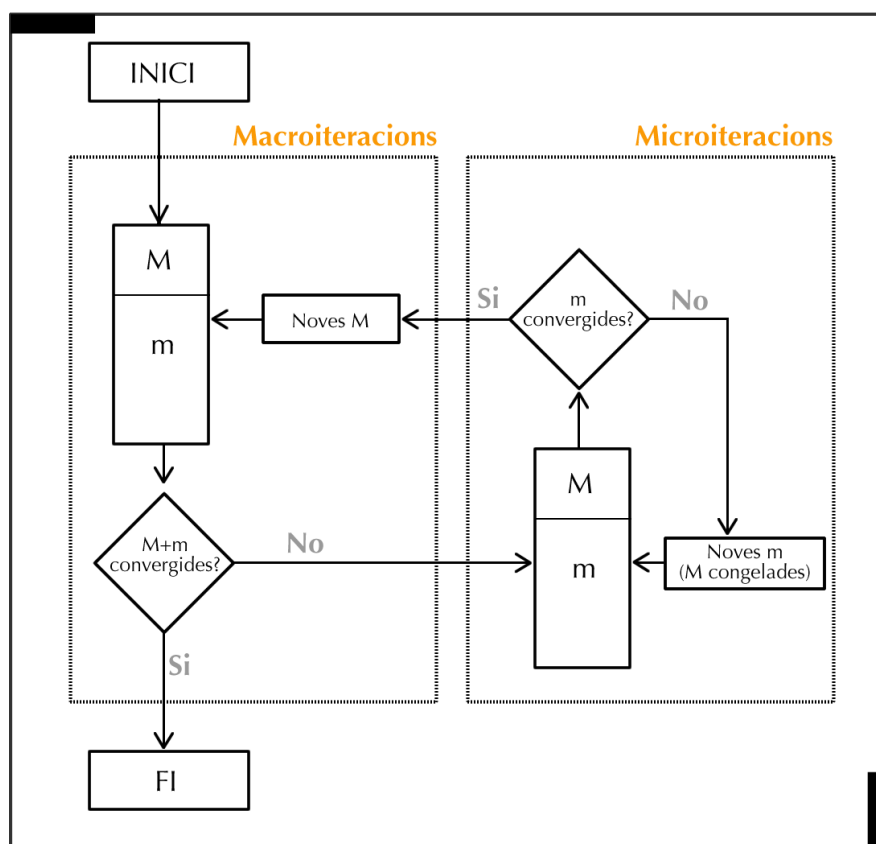 INICI
Macroiteracions
Microiteracions
M
m
Noves M
Si
m
convergides?
No
M
m
Noves m
(M congelades)
M+m
convergides?
No
Si
FI